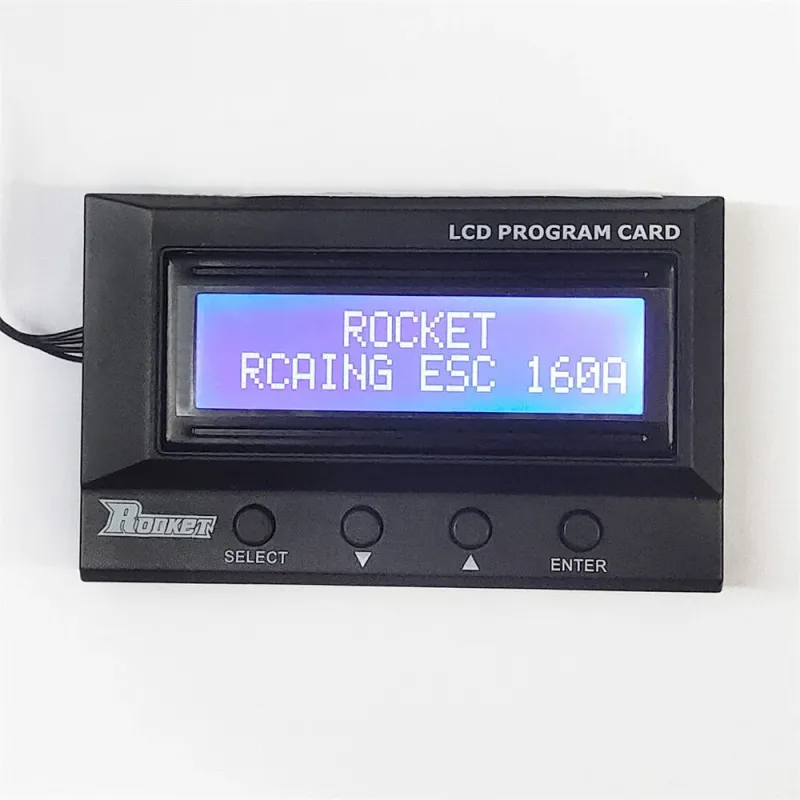 LCD PROGRAM CARD
ROCKET
RCAING ESC 160A
ROCKET
SELECT
▼
▲
ENTER